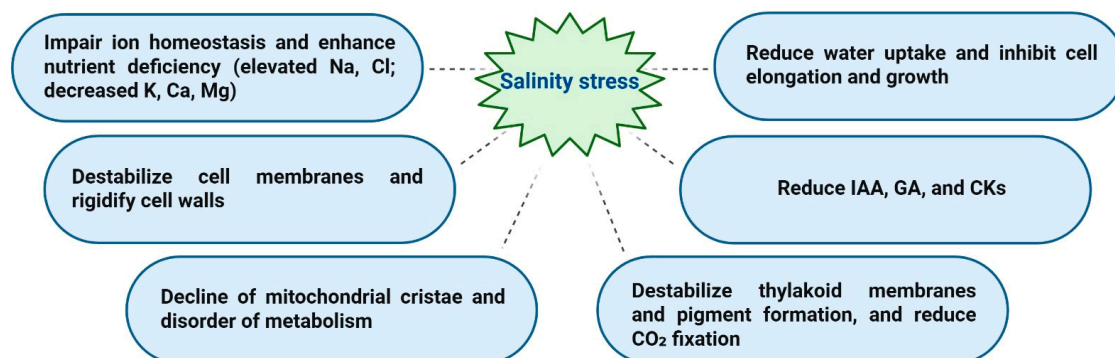 Impair ion homeostasis and enhance
nutrient deficiency (elevated Na, Cl;
decreased K, Ca, Mg)
Salinity stress
Reduce water uptake and inhibit cell
elongation and growth
Destabilize cell membranes and
rigidify cell walls
Reduce IAA, GA, and CKs
Decline of mitochondrial cristae and
disorder of metabolism
Destabilize thylakoid membranes
and pigment formation, and reduce
CO₂ fixation